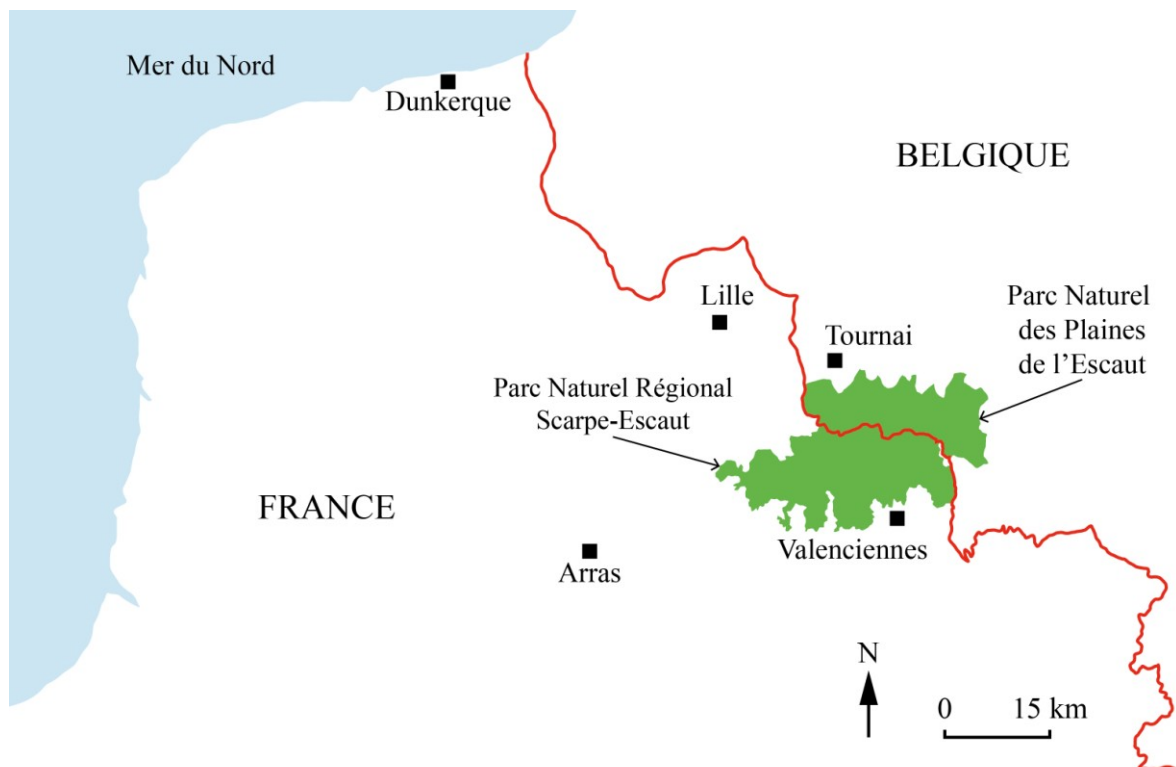 Mer du Nord
Dunkerque
BELGIQUE
Lille
Tournai
Parc Naturel
des Plaines
de l'Escaut
Parc Naturel Régional
Scarpe-Escaut
FRANCE
Valenciennes
Arras
N
0 15 km